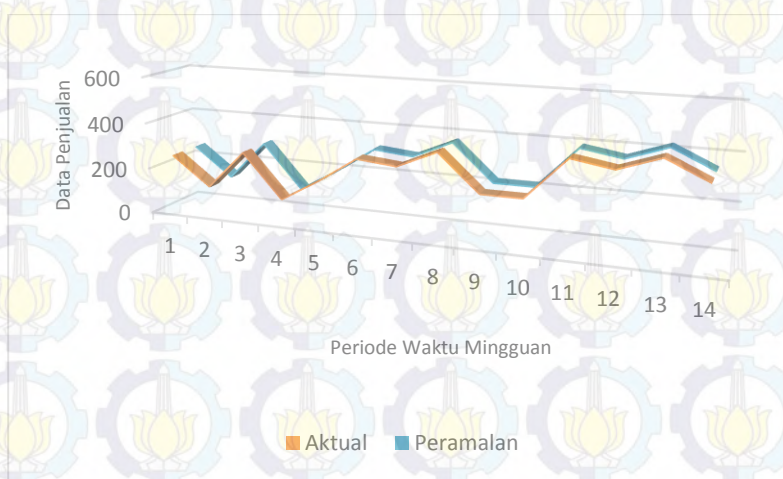 600
400
200
0
Data Penjualan
1 2 3 4 5 6 7 8 9 10 11 12 13 14
Periode Waktu Mingguan
Aktual Peramalan